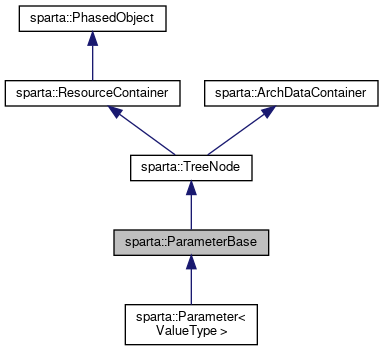 sparta::PhasedObject
sparta::ResourceContainer
sparta::ArchDataContainer
sparta::TreeNode
sparta::ParameterBase
sparta::Parameter<
ValueType >